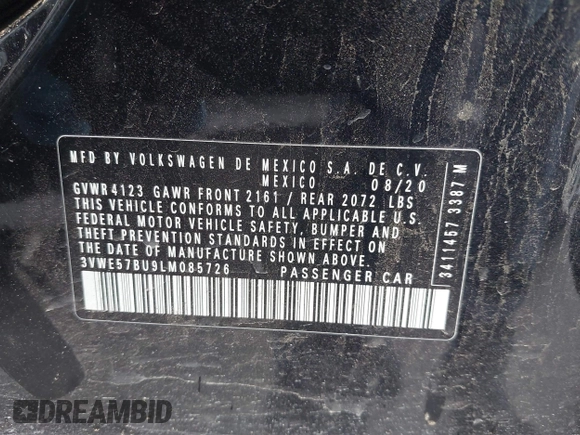 MFD BY VOLKSWAGEN DE MEXICO S.A. DE C.V.
MEXICO 08/20
GVWR 4123 GAWR FRONT 2161 / REAR 2072 LBS
THIS VEHICLE CONFORMS TO ALL APPLICABLE U.S.
FEDERAL MOTOR VEHICLE SAFETY, BUMPER AND
THEFT PREVENTION STANDARDS IN EFFECT ON
THE DATE OF MANUFACTURE SHOWN ABOVE.
3VWE57BU9LM085726 PASSENGER CAR
3411457 3387 M
DREAMBID